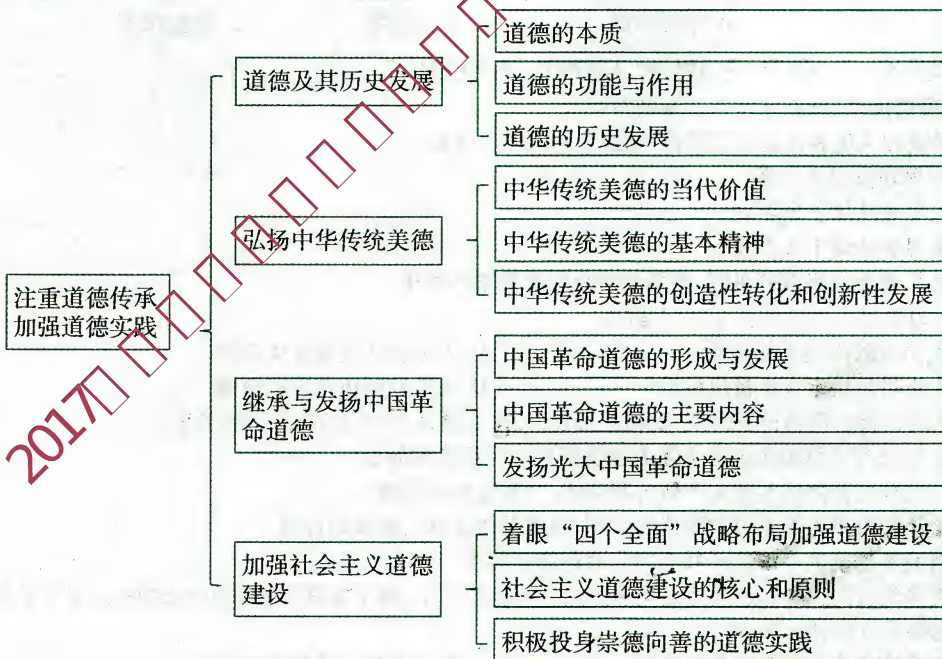 道德的本质
道德及其历史发展
道德的功能与作用
道德的历史发展
中华传统美德的当代价值
弘扬中华传统美德
中华传统美德的基本精神
中华传统美德的创造性转化和创新性发展
注重道德传承
加强道德实践
中国革命道德的形成与发展
继承与发扬中国革
命道德
中国革命道德的主要内容
发扬光大中国革命道德
着眼“四个全面”战略布局加强道德建设
加强社会主义道德
建设
社会主义道德建设的核心和原则
积极投身崇德向善的道德实践
2017